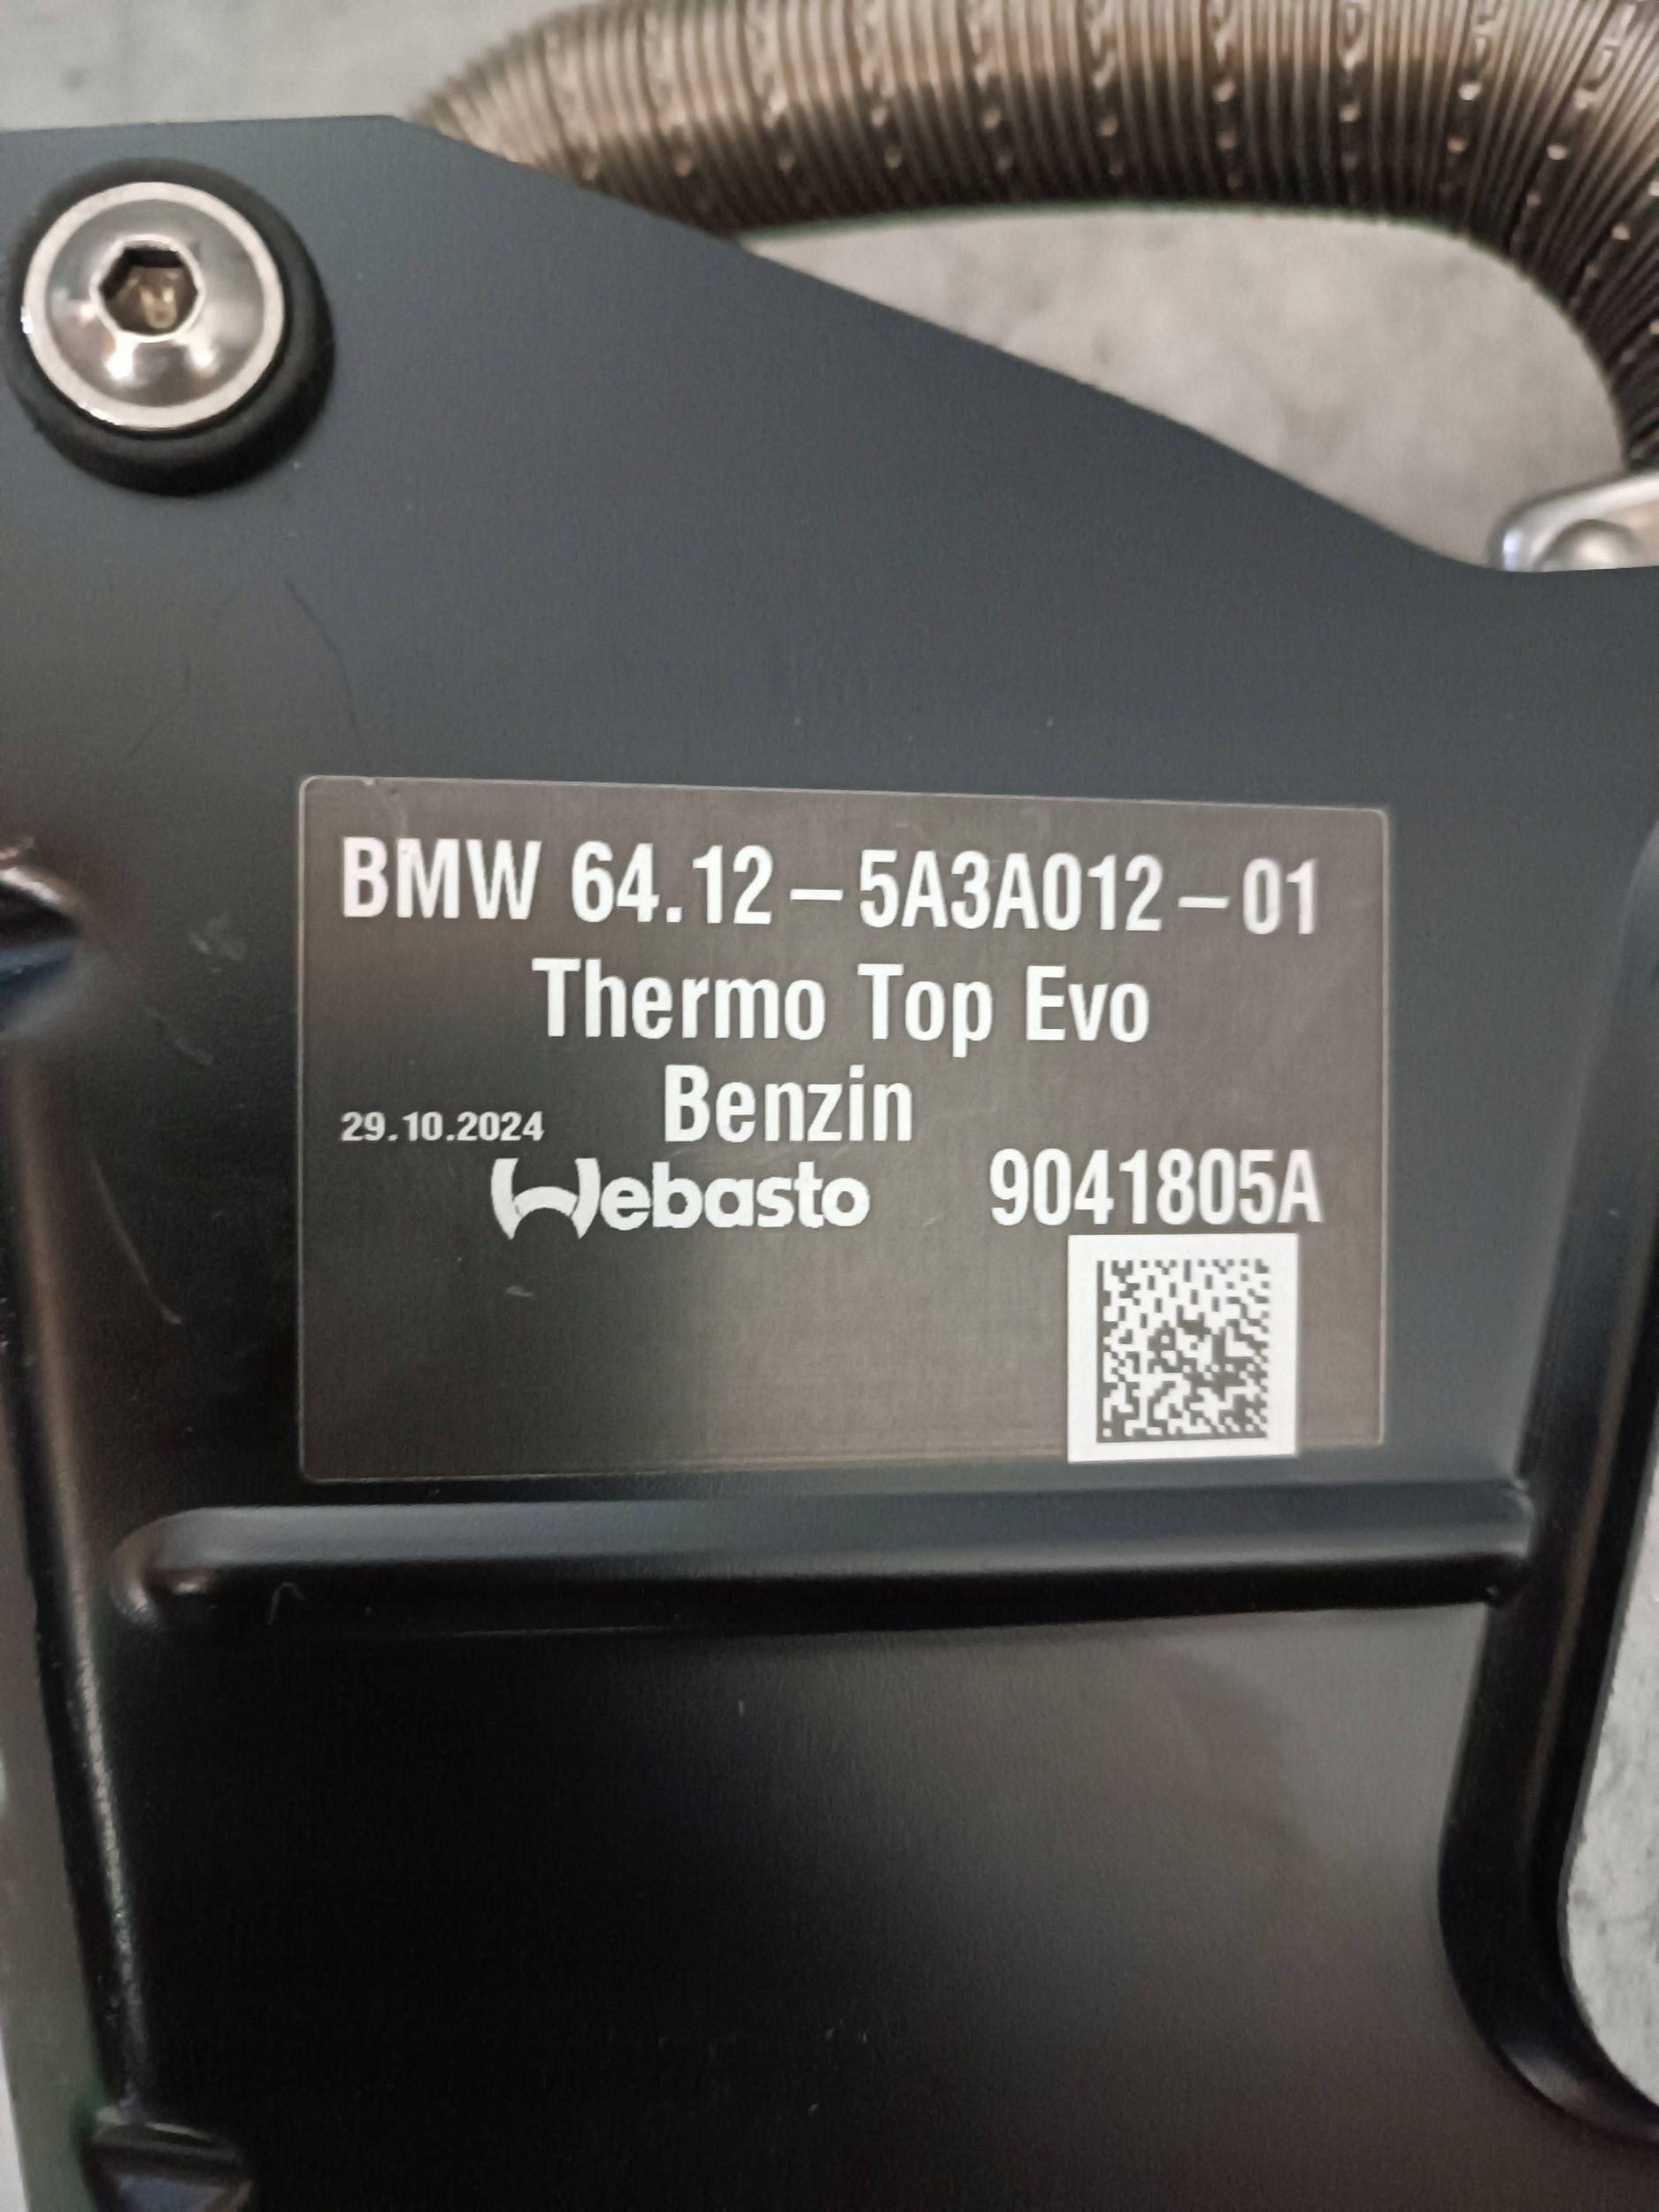 BMW 64.12 – 5A3A012 – 01
Thermo Top Evo
Benzin
29.10.2024
Webasto 9041805A